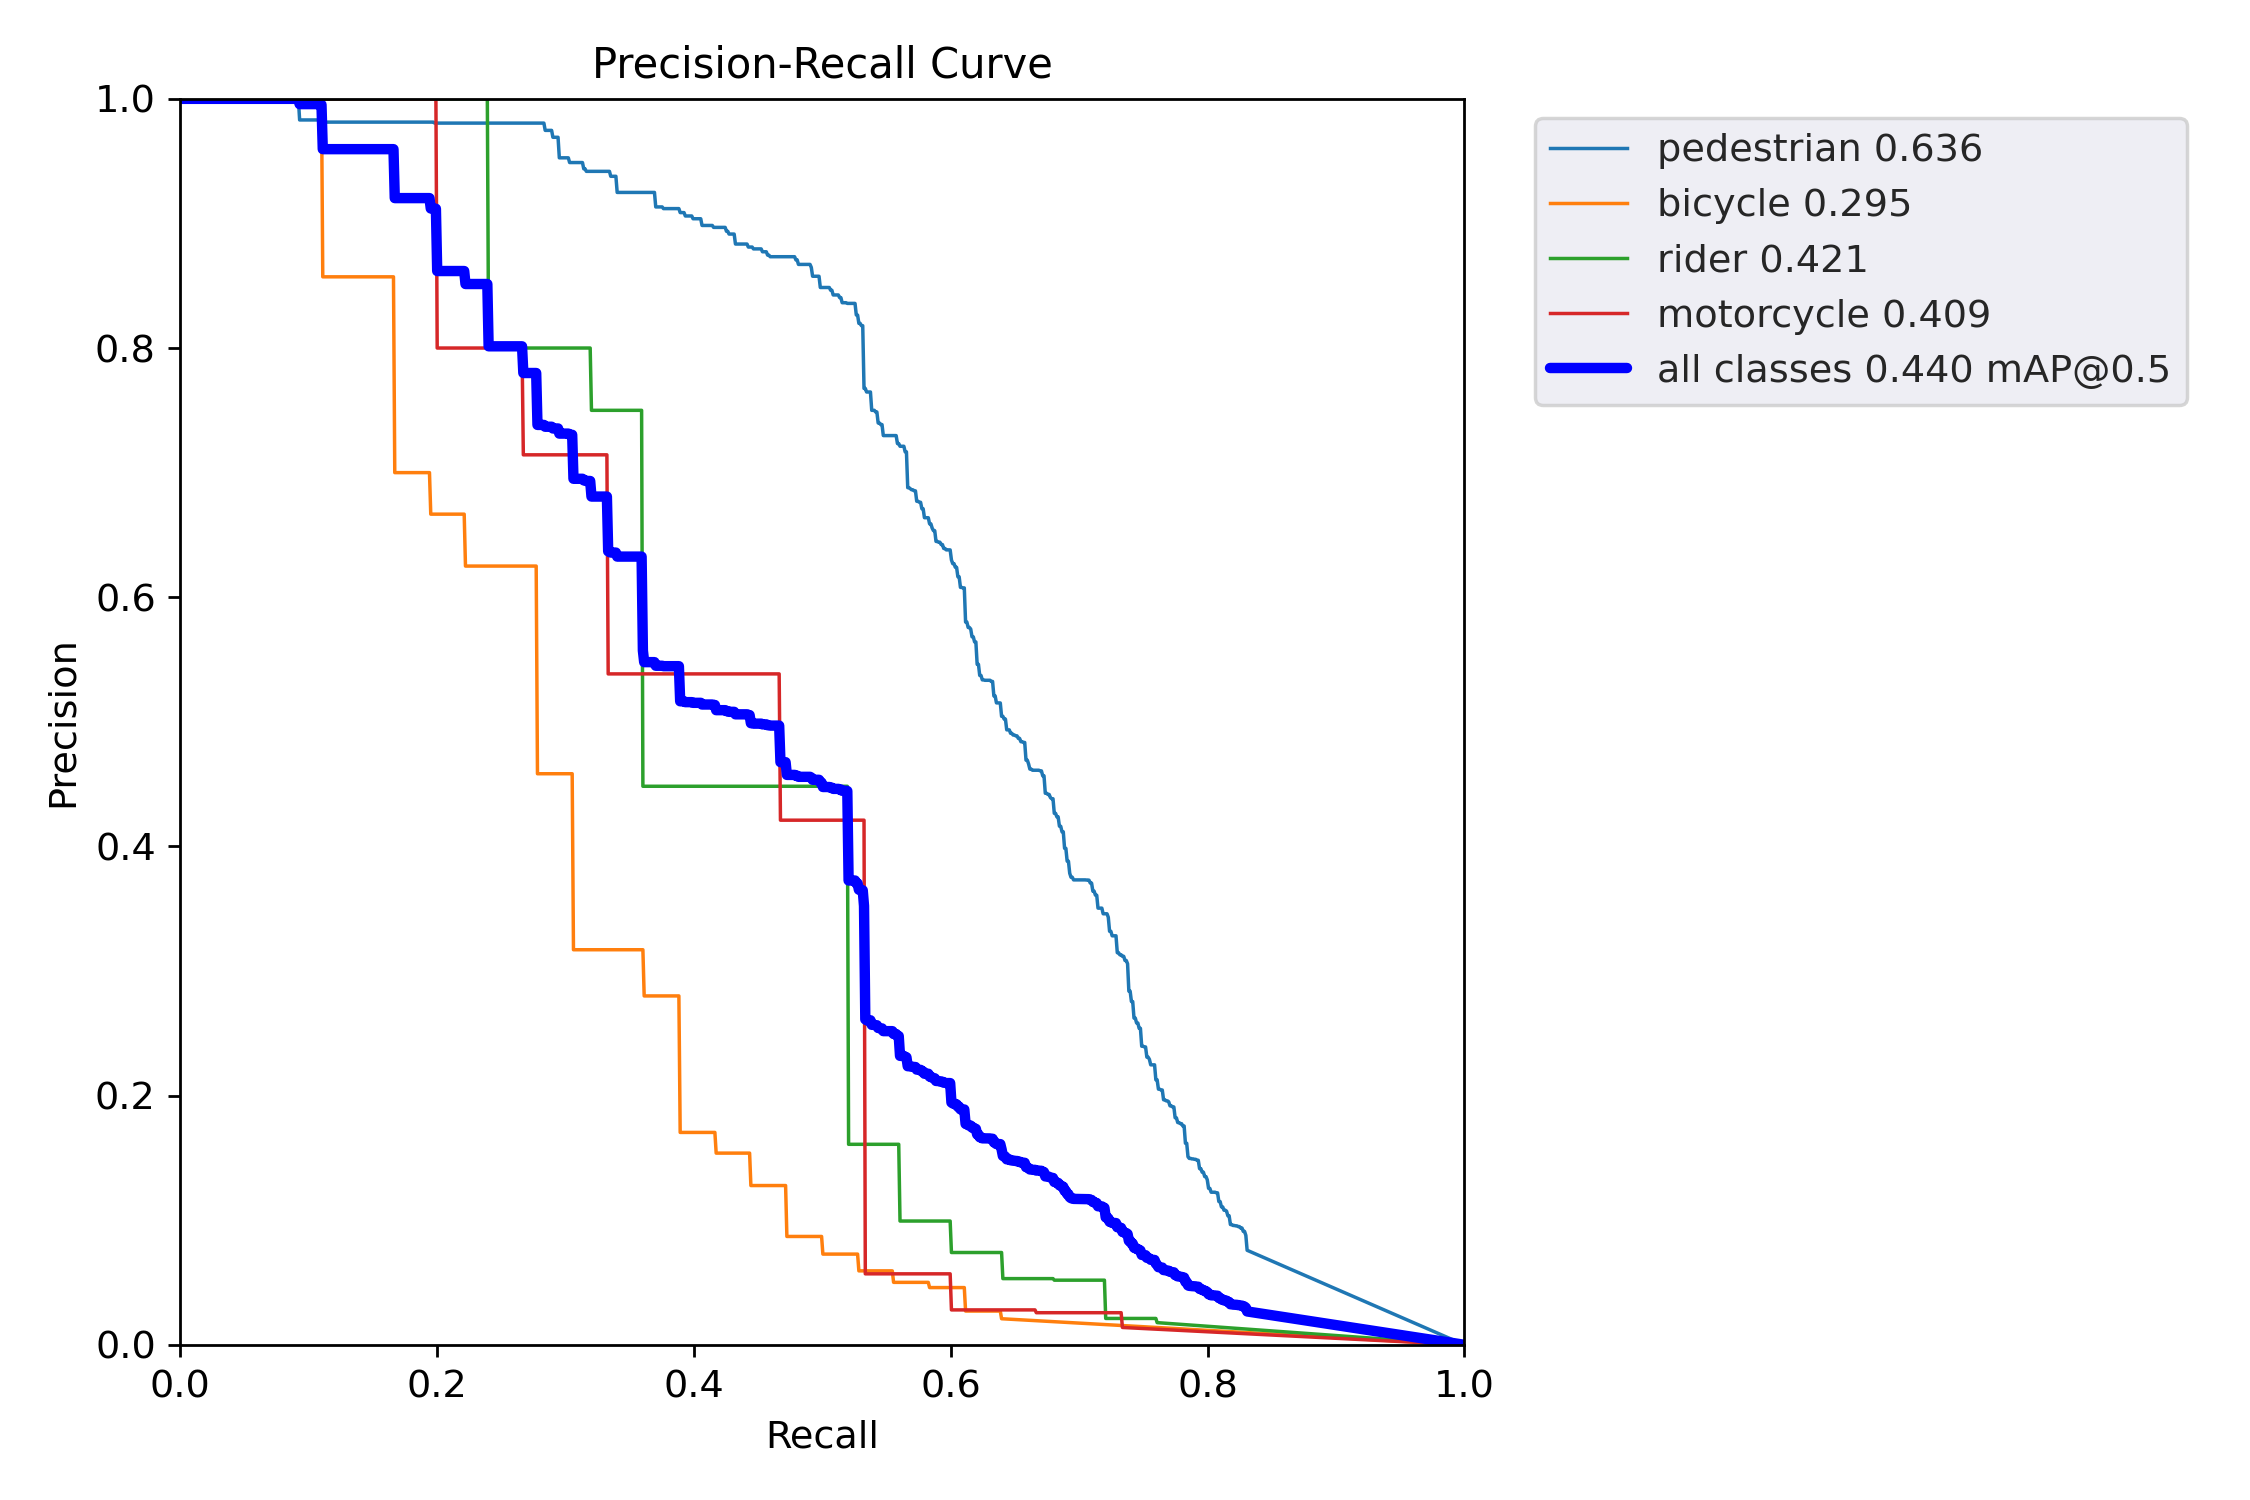 Precision-Recall Curve
1.0
0.8
0.6
0.4
0.2
0.0
Precision
0.0 0.2 0.4 0.6 0.8 1.0
Recall
pedestrian 0.636
bicycle 0.295
rider 0.421
motorcycle 0.409
all classes 0.440 mAP@0.5